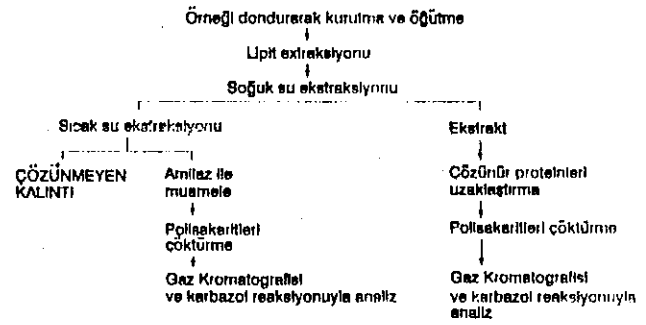 Örneği dondurarak kurutma ve öğütme
Lipit extraksiyonu
Soğuk su ekstraksiyonu
Sıcak su ekstraksiyonu
Ekstrakt
ÇÖZÜNMEYEN
KALINTI
Amilaz ile
muamele
Çözünür proteinleri
uzaklaştırma
Polisakaritleri
çöktürme
Polisakaritleri çöktürme
Gaz Kromatografisi
ve karbazol reaksiyonuyla analiz
Gaz Kromatografisi
ve karbazol reaksiyonuyla
analiz